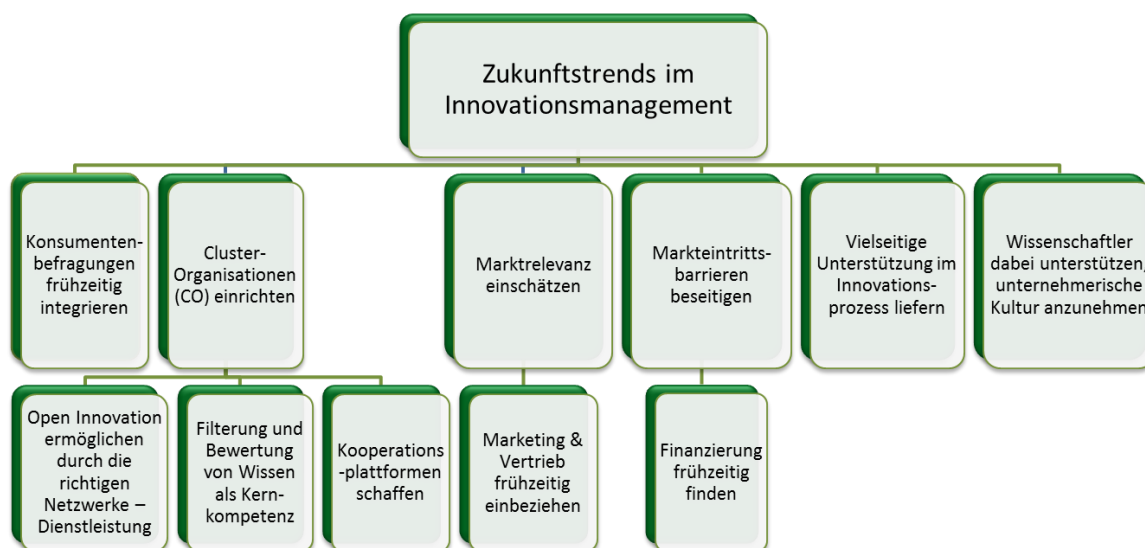 Zukunftstrends im
Innovationsmanagement
Konsumenten-
befragungen
frühzeitig
integrieren
Cluster-
Organisationen
(CO) einrichten
Marktrelevanz
einschätzen
Markteintritts-
barrieren
beseitigen
Vielseitige
Unterstützung im
Innovations-
prozess liefern
Wissenschaftler
dabei unterstützen,
unternehmerische
Kultur anzunehmen
Open Innovation
ermöglichen
durch die
richtigen
Netzwerke –
Dienstleistung
Filterung und
Bewertung
von Wissen
als Kern-
kompetenz
Kooperations
-plattformen
schaffen
Marketing &
Vertrieb
frühzeitig
einbeziehen
Finanzierung
frühzeitig
finden